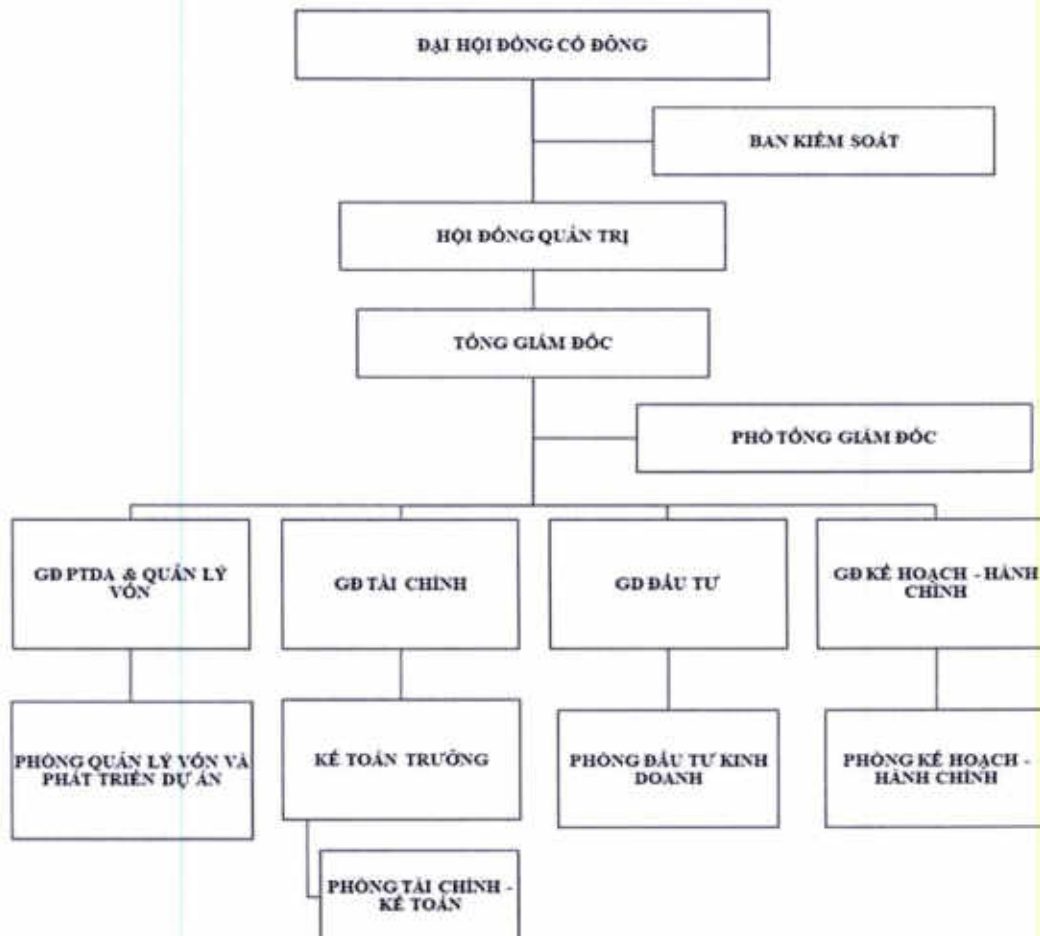 ĐẠI HỘI ĐỒNG CỔ ĐÔNG
BAN KIỂM SOÁT
HỘI ĐỒNG QUẢN TRỊ
TỔNG GIÁM ĐỐC
PHÓ TỔNG GIÁM ĐỐC
GĐ PTDA & QUẢN LÝ
VỐN
GĐ TÀI CHÍNH
GD ĐẦU TƯ
GĐ KẾ HOẠCH - HÀNH
CHÍNH
PHÒNG QUẢN LÝ VỐN VÀ
PHÁT TRIỂN DỰ ÁN
KẾ TOÁN TRƯỞNG
PHÒNG ĐẦU TƯ KINH
DOANH
PHÒNG KẾ HOẠCH -
HÀNH CHÍNH
PHÒNG TÀI CHÍNH -
KẾ TOÁN